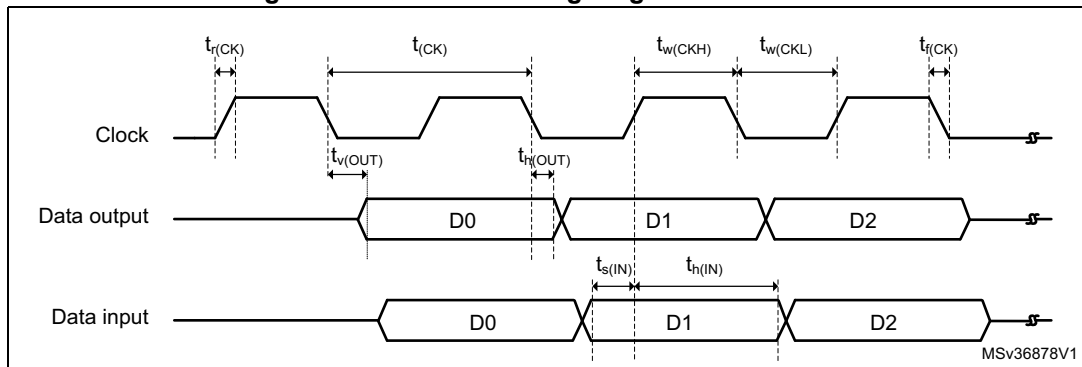 t_r(CK) t_(CK) t_w(CKH) t_w(CKL) t_f(CK)
Clock
t_v(OUT) t_h(OUT)
Data output D0 D1 D2
t_s(IN) t_h(IN)
Data input D0 D1 D2
MSv36878V1